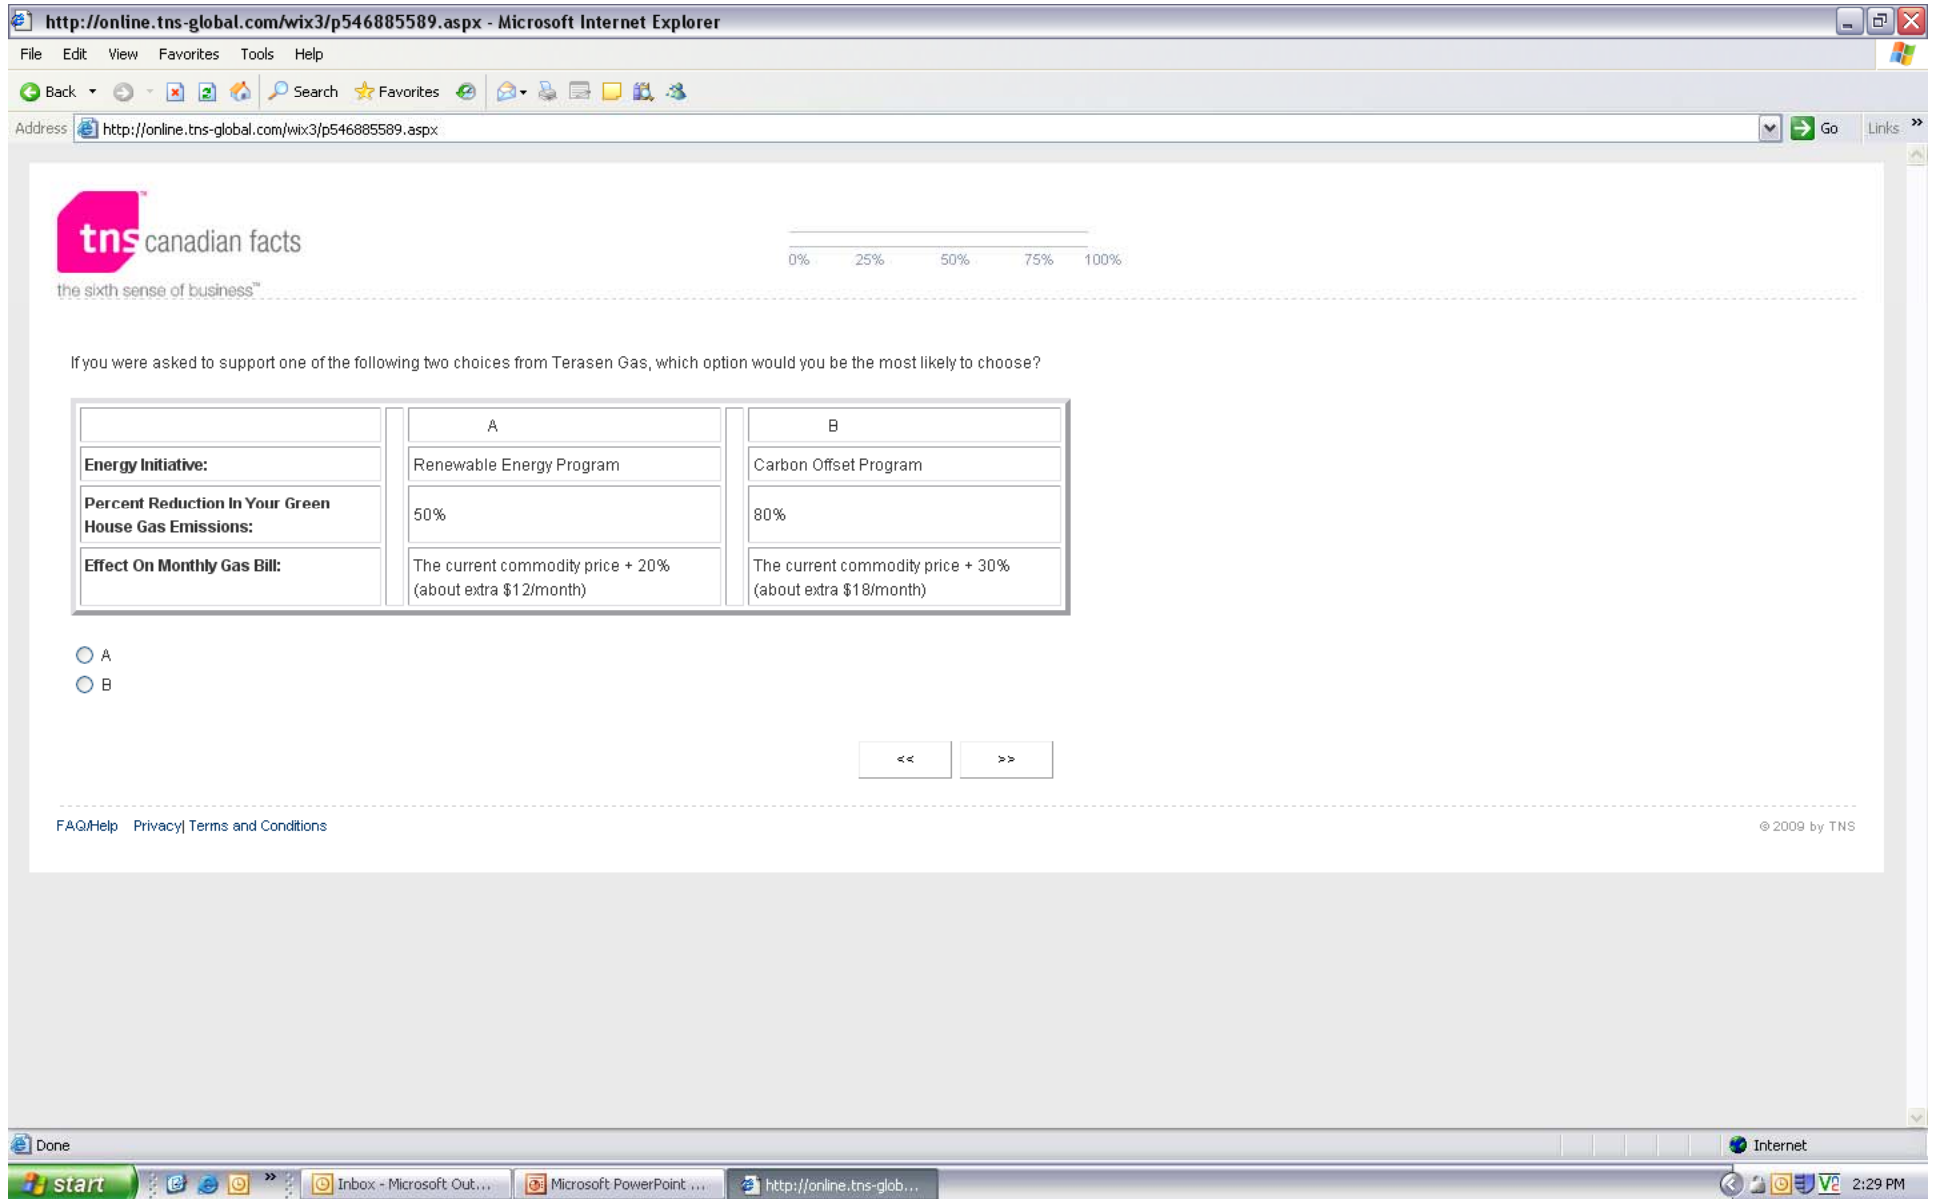 http://online.tns-global.com/wix3/p546885589.aspx - Microsoft Internet Explorer
File Edit View Favorites Tools Help
Back Search Favorites
Address http://online.tns-global.com/wix3/p546885589.aspx Go Links »
tns™ canadian facts
the sixth sense of business™
0% 25% 50% 75% 100%
If you were asked to support one of the following two choices from Terasen Gas, which option would you be the most likely to choose?
A B
Energy Initiative: Renewable Energy Program Carbon Offset Program
Percent Reduction In Your Green
House Gas Emissions: 50% 80%
Effect On Monthly Gas Bill: The current commodity price + 20% The current commodity price + 30%
(about extra $12/month) (about extra $18/month)
A
B
<< >>
FAQ/Help Privacy| Terms and Conditions © 2009 by TNS
Done Internet
start » Inbox - Microsoft Out... Microsoft PowerPoint ... http://online.tns-glob... 2:29 PM